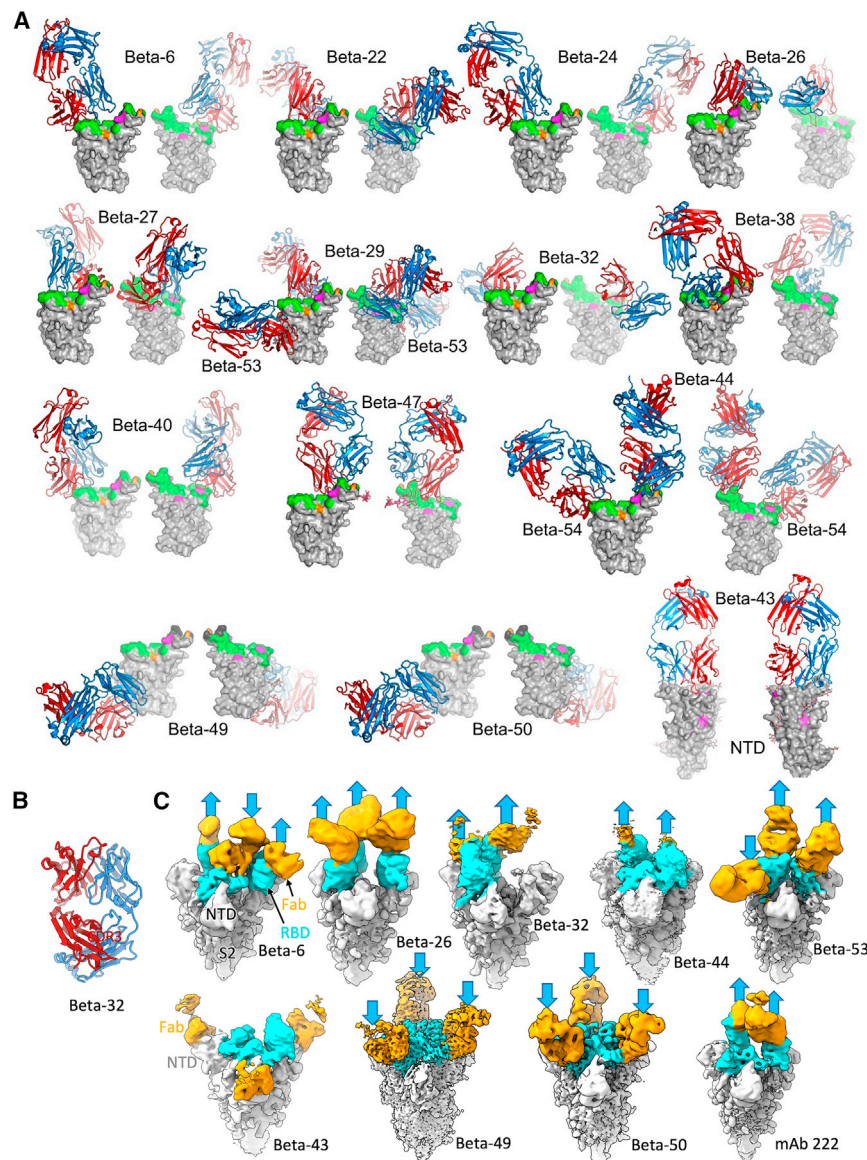 A
Beta-6
Beta-22
Beta-24
Beta-26
Beta-27
Beta-29
Beta-32
Beta-38
Beta-53
Beta-53
Beta-40
Beta-47
Beta-44
Beta-54
Beta-54
Beta-43
Beta-49
Beta-50
NTD
B
CDR3
Beta-32
C
NTD
Fab
RBD
S2
Beta-6
Beta-26
Beta-32
Beta-44
Beta-53
Fab
NTD
Beta-43
Beta-49
Beta-50
mAb 222